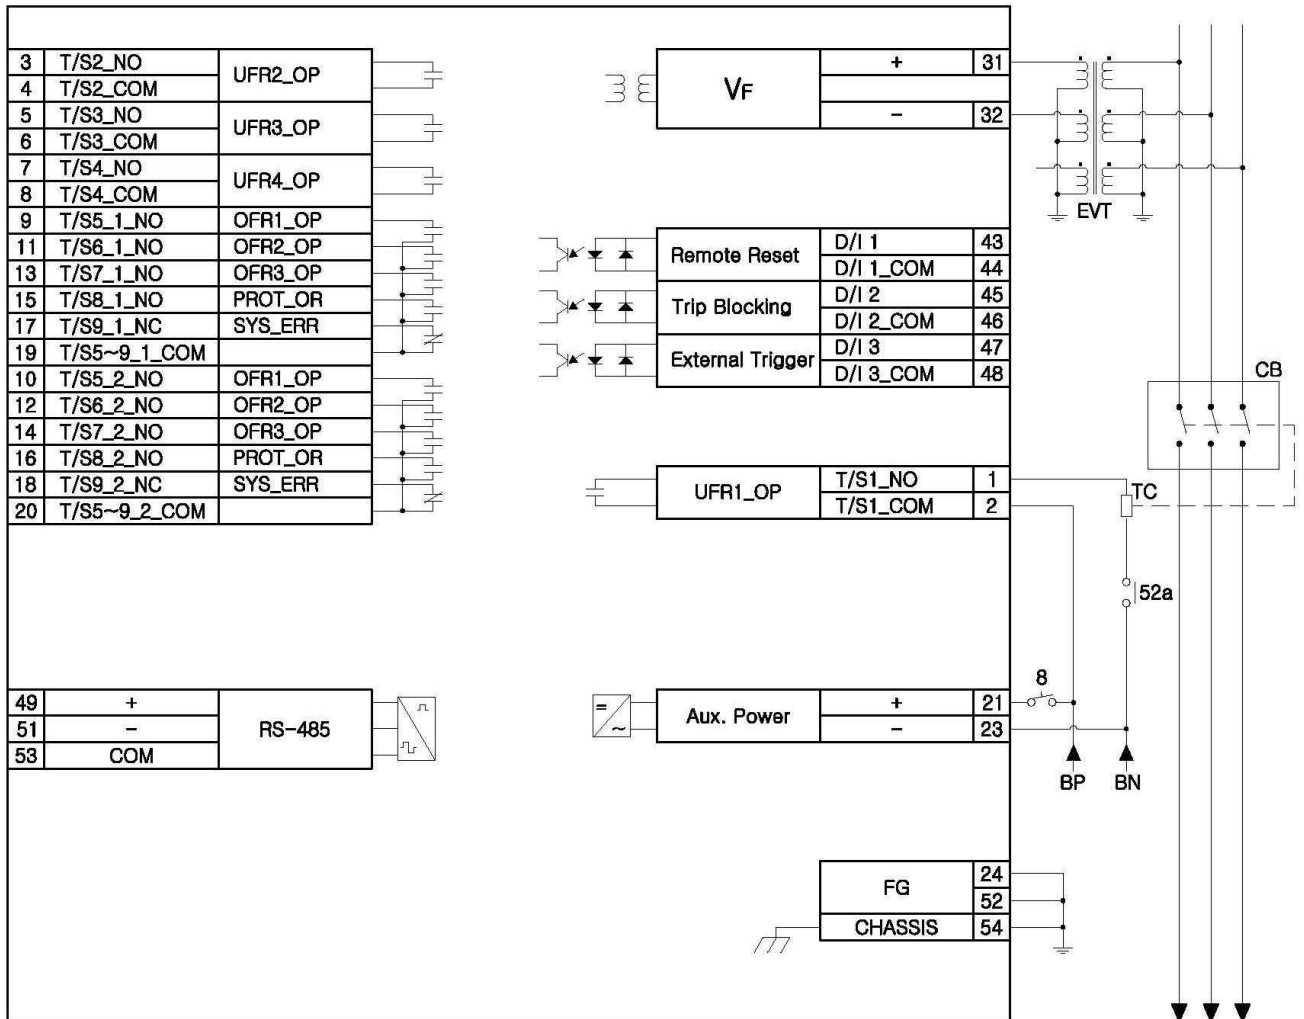 3 T/S2_NO UFR2_OP
4 T/S2_COM
5 T/S3_NO UFR3_OP
6 T/S3_COM
7 T/S4_NO UFR4_OP
8 T/S4_COM
9 T/S5_1_NO OFR1_OP
11 T/S6_1_NO OFR2_OP
13 T/S7_1_NO OFR3_OP
15 T/S8_1_NO PROT_OR
17 T/S9_1_NC SYS_ERR
19 T/S5~9_1_COM
10 T/S5_2_NO OFR1_OP
12 T/S6_2_NO OFR2_OP
14 T/S7_2_NO OFR3_OP
16 T/S8_2_NO PROT_OR
18 T/S9_2_NC SYS_ERR
20 T/S5~9_2_COM
49 + RS-485
51 -
53 COM
VF + 31
- 32
EVT
Remote Reset D/I 1 43
D/I 1_COM 44
Trip Blocking D/I 2 45
D/I 2_COM 46
External Trigger D/I 3 47
D/I 3_COM 48
CB
UFR1_OP T/S1_NO 1
T/S1_COM 2
TC
52a
8
Aux. Power + 21
- 23
BP BN
FG 24
52
CHASSIS 54